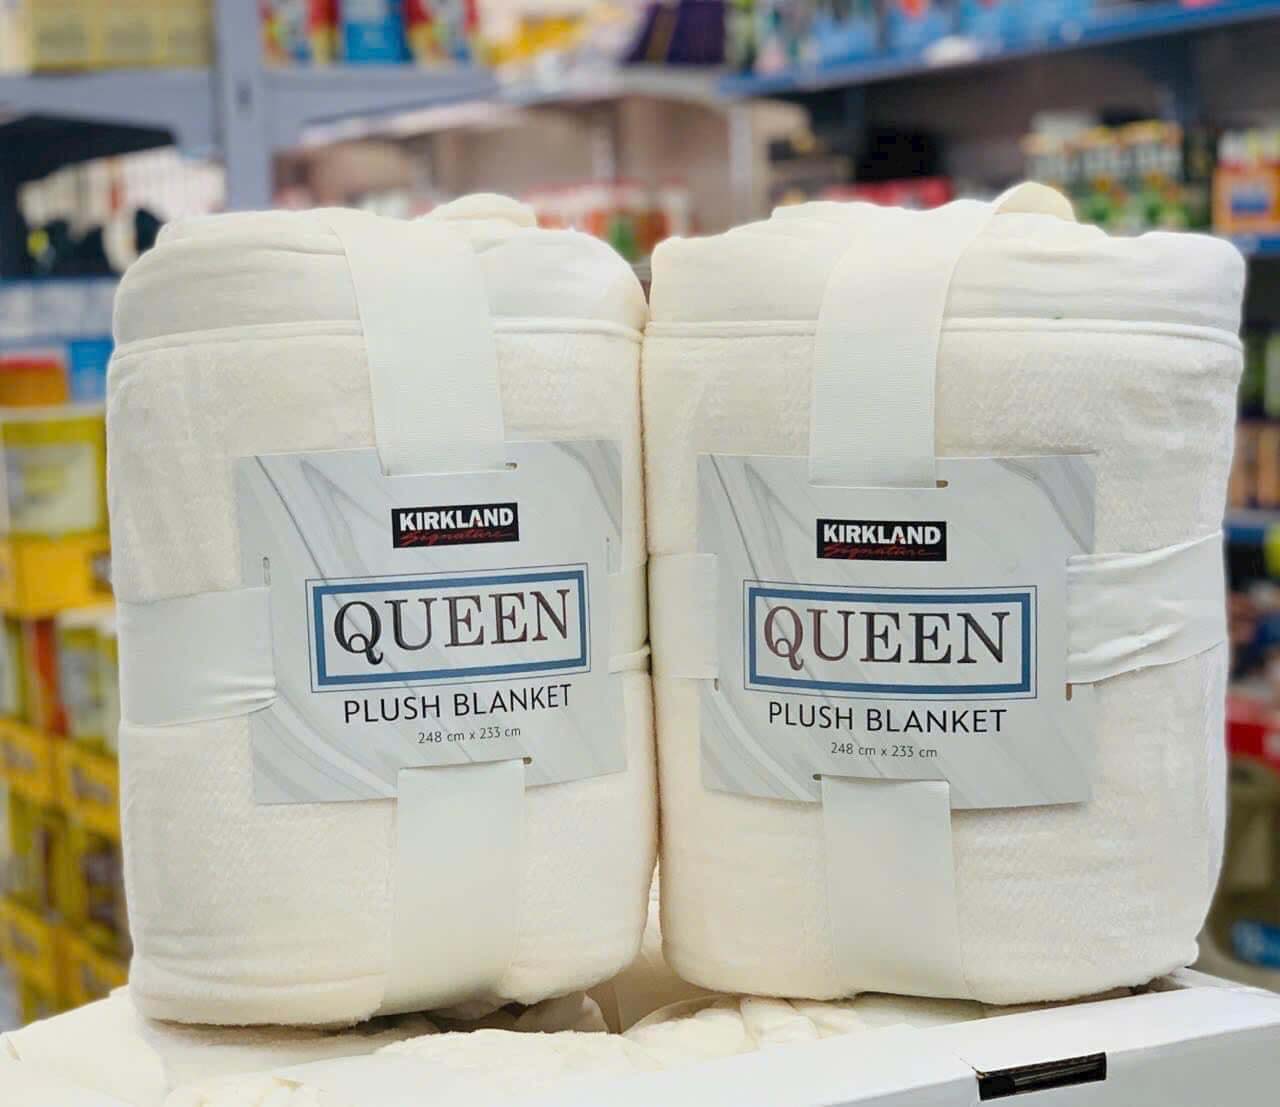 KIRKLAND
Signature
QUEEN
PLUSH BLANKET
248 cm x 233 cm
KIRKLAND
Signature
QUEEN
PLUSH BLANKET
248 cm x 233 cm